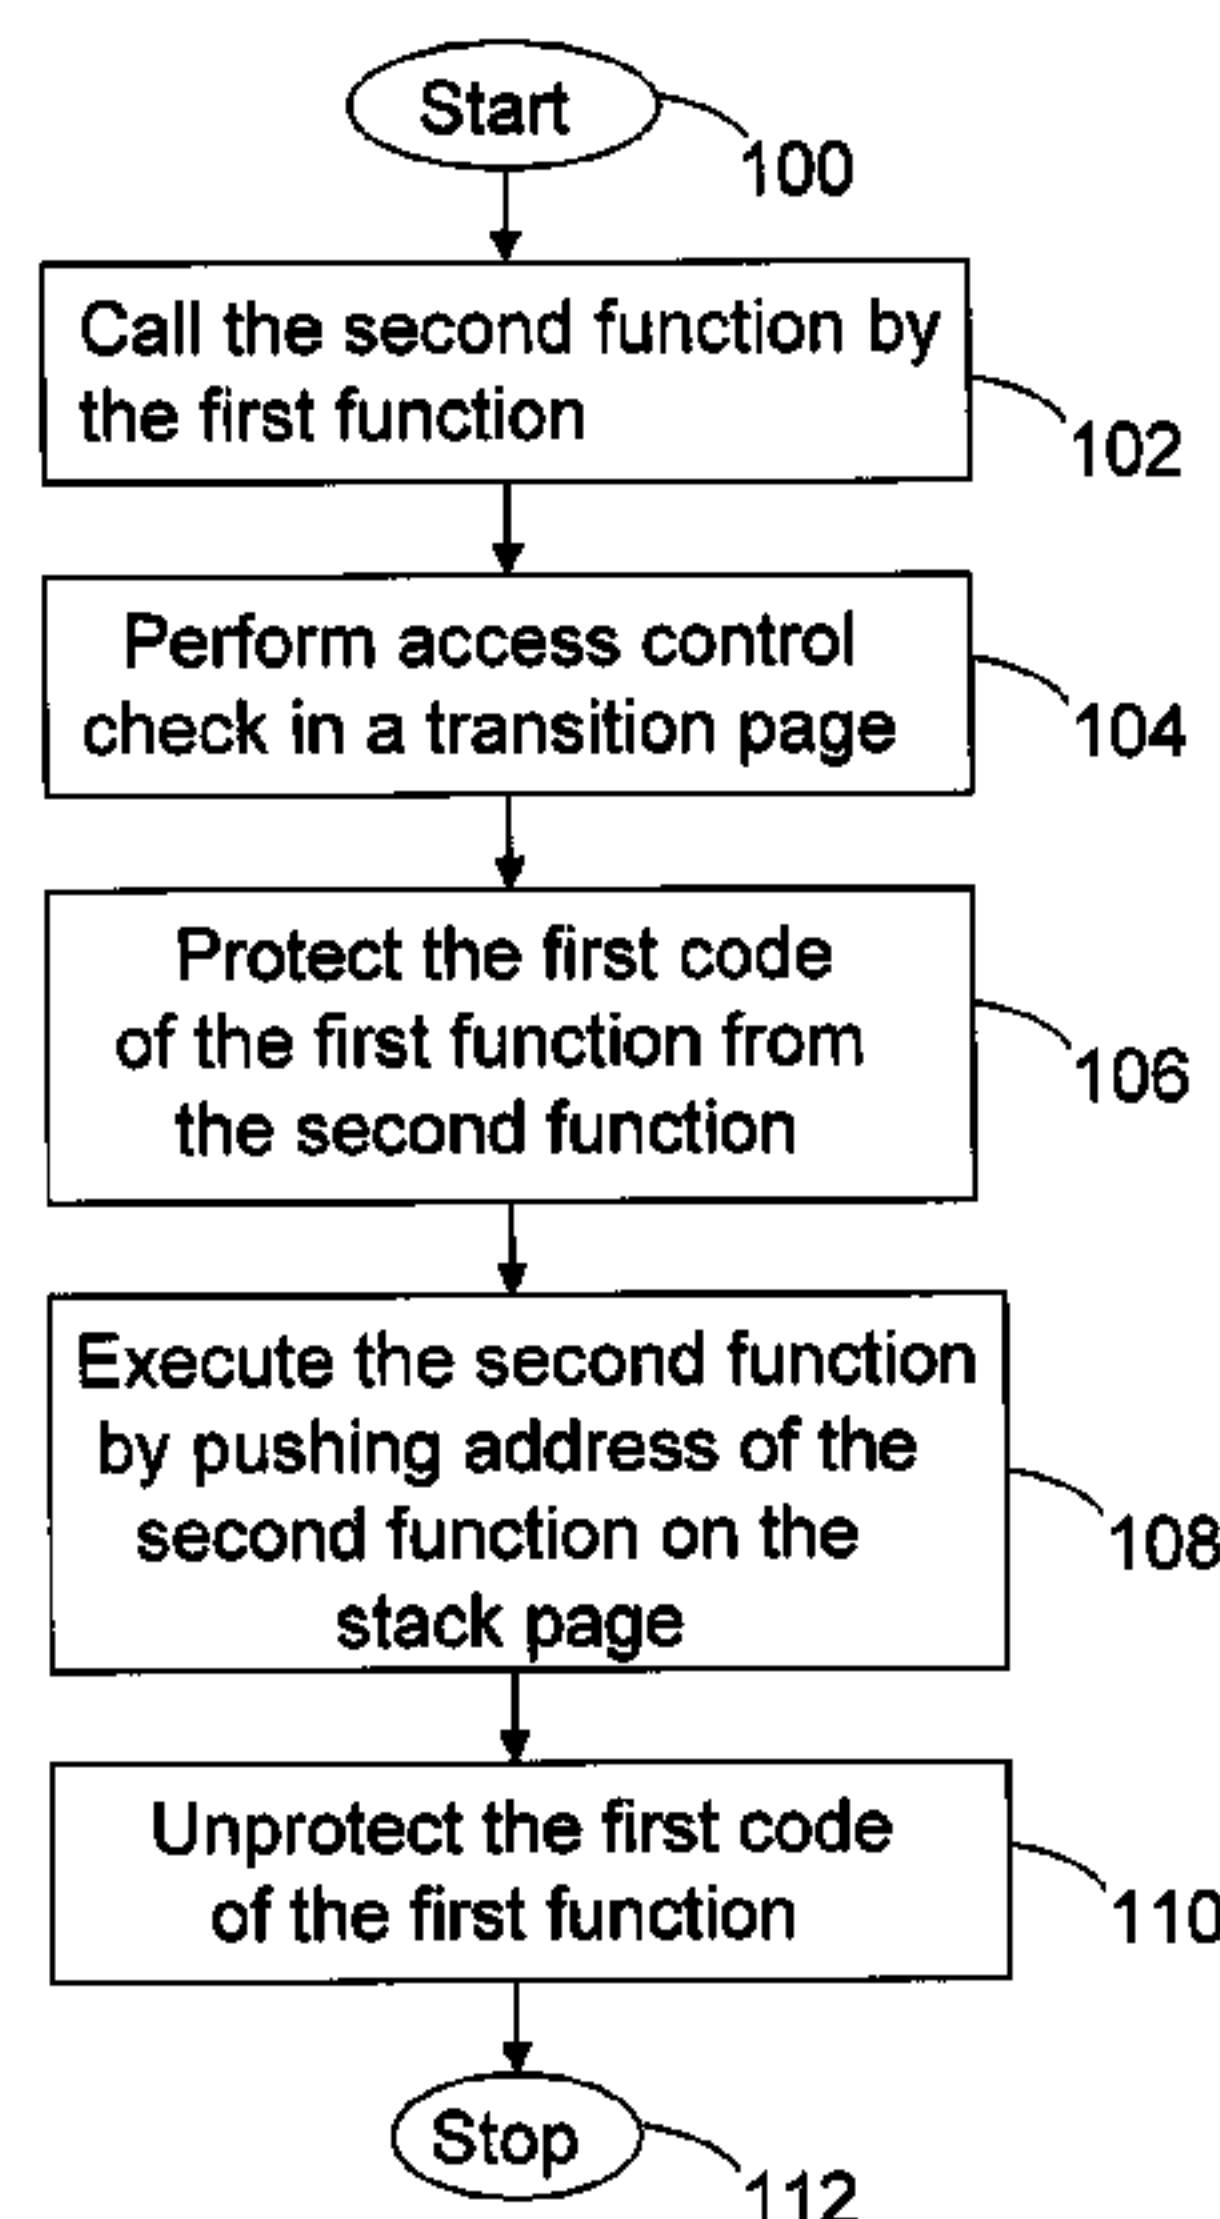 Start
100
Call the second function by
the first function
102
Perform access control
check in a transition page
104
Protect the first code
of the first function from
the second function
106
Execute the second function
by pushing address of the
second function on the
stack page
108
Unprotect the first code
of the first function
110
Stop
112